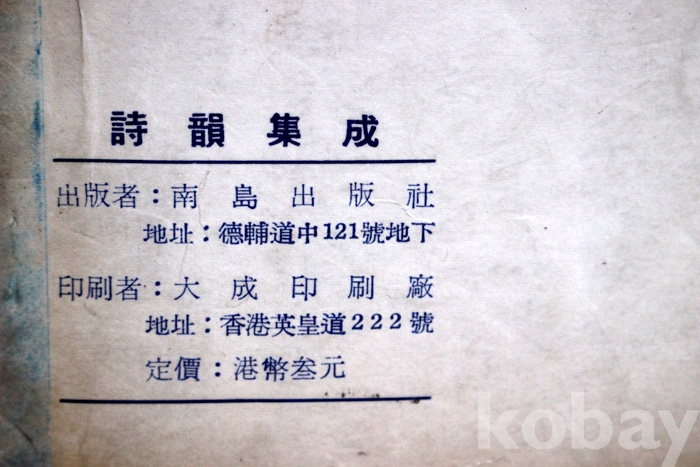 詩韻集成
出版者：南島出版社
地址：德輔道中121號地下
印刷者：大成印刷廠
地址：香港英皇道222號
定價：港幣叁元
kobay